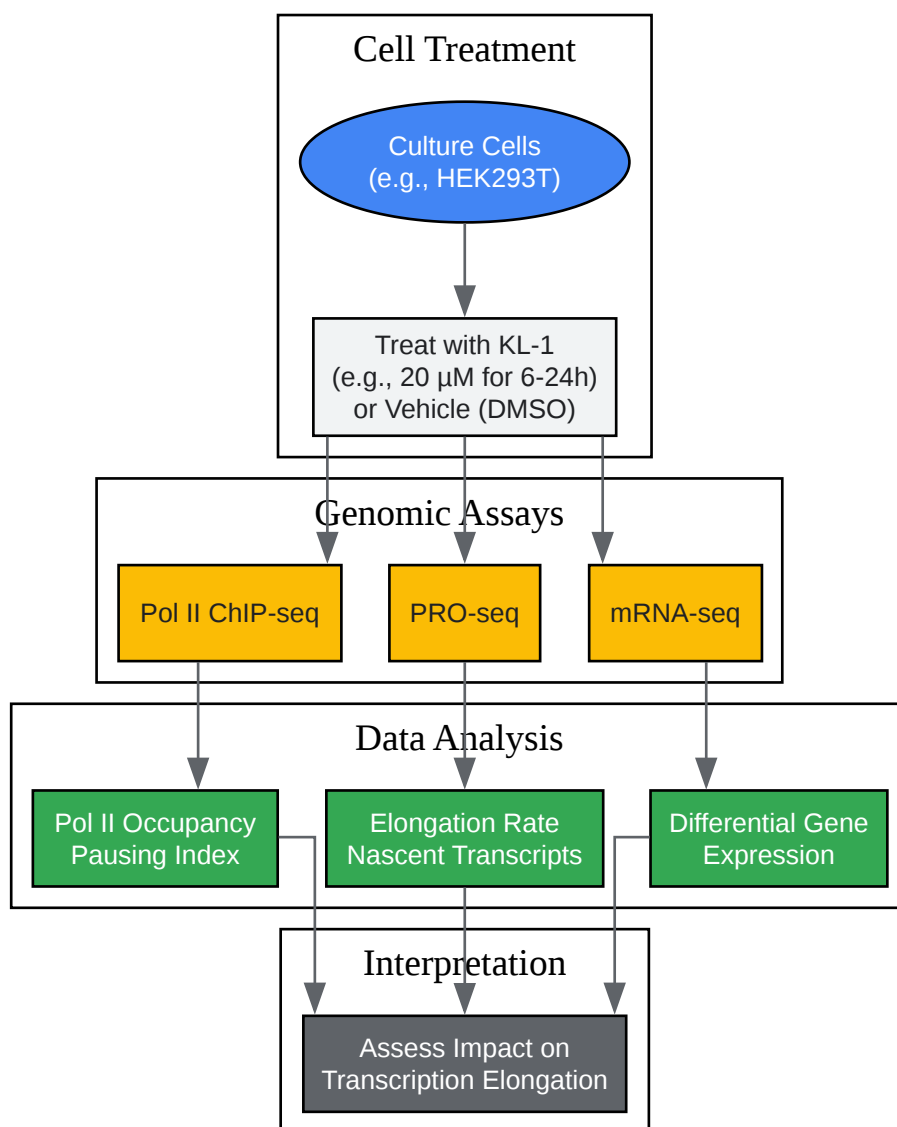 Cell Treatment
Culture Cells
(e.g., HEK293T)
Treat with KL-1
(e.g., 20 µM for 6-24h)
or Vehicle (DMSO)
Genomic Assays
Pol II ChIP-seq
PRO-seq
mRNA-seq
Data Analysis
Pol II Occupancy
Pausing Index
Elongation Rate
Nascent Transcripts
Differential Gene
Expression
Interpretation
Assess Impact on
Transcription Elongation